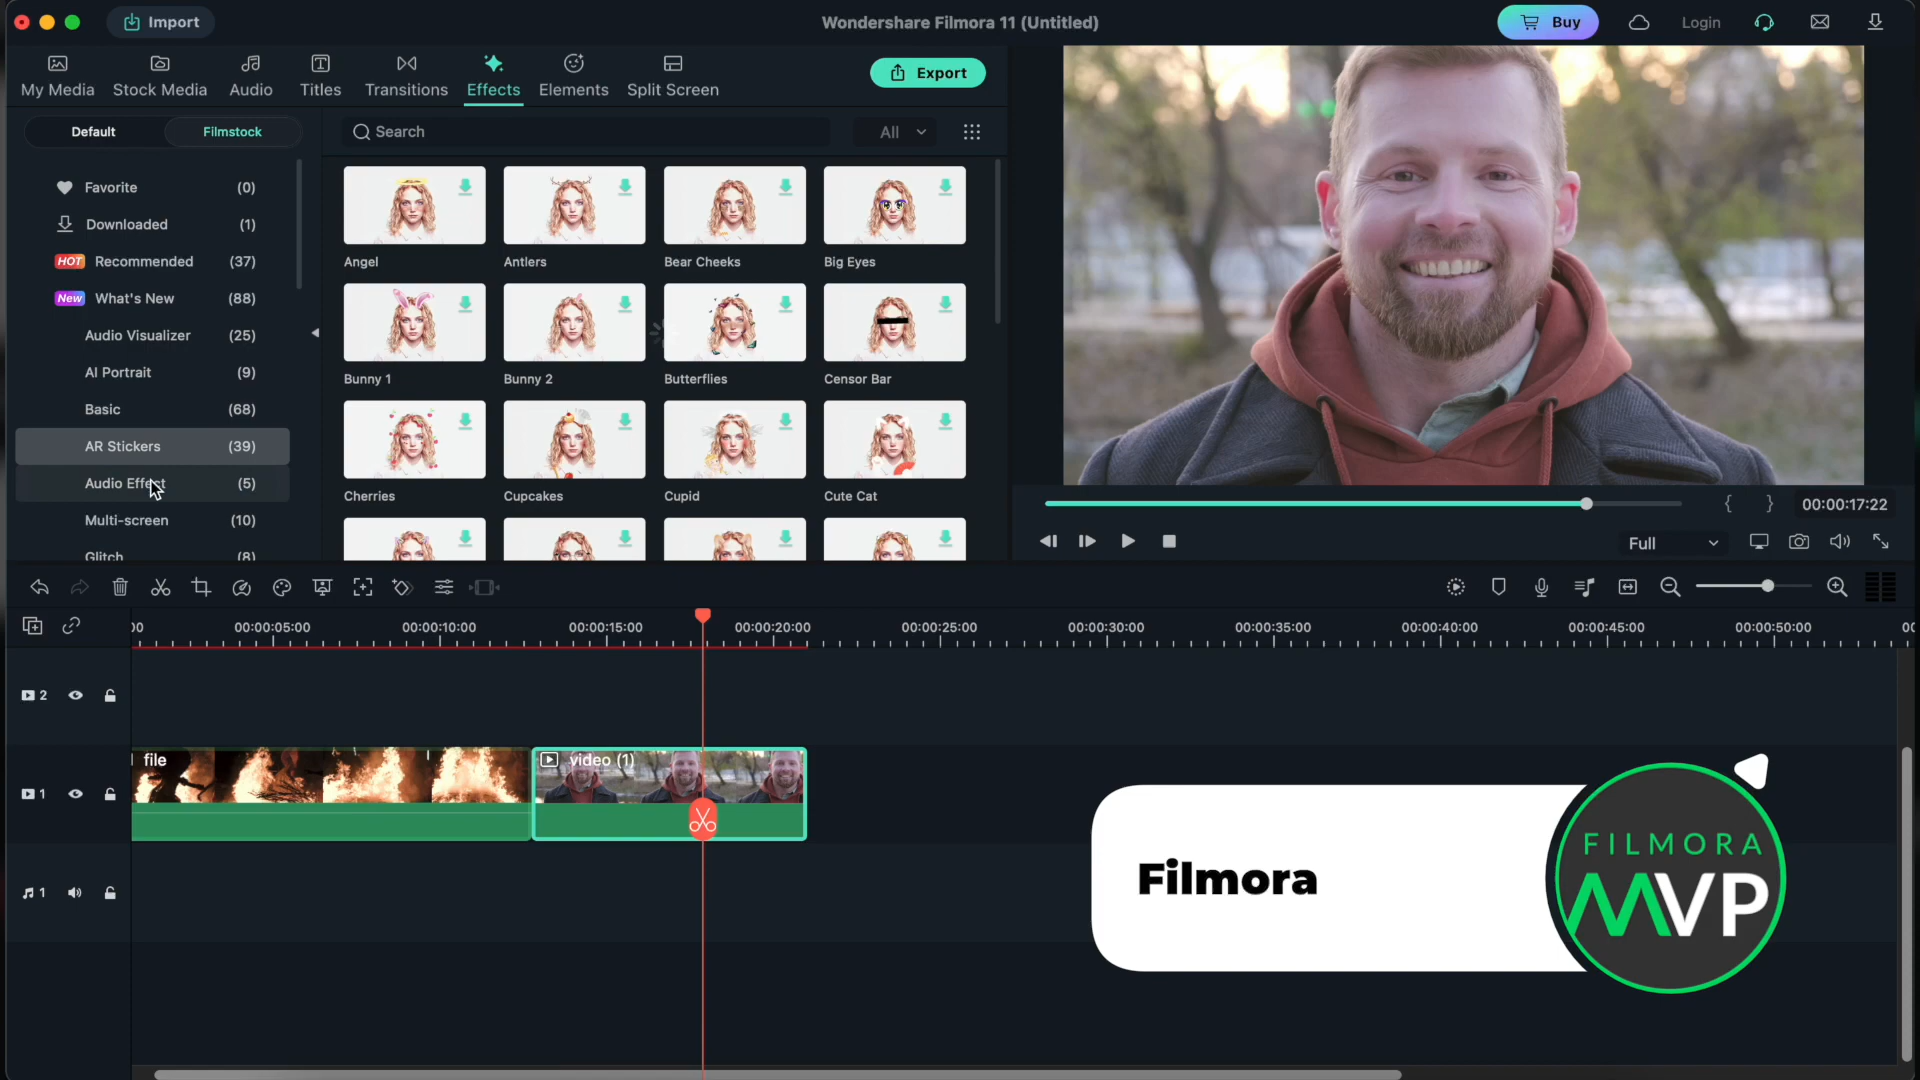 Import
Wondershare Filmora 11 (Untitled)
Buy
Login
My Media
Stock Media
Audio
Titles
Transitions
Effects
Elements
Split Screen
Export
Default
Filmstock
Search
All
Favorite (0)
Downloaded (1)
HOT Recommended (37)
New What's New (88)
Audio Visualizer (25)
AI Portrait (9)
Basic (68)
AR Stickers (39)
Audio Effect (5)
Multi-screen (10)
Glitch (8)
Angel
Antlers
Bear Cheeks
Big Eyes
Bunny 1
Bunny 2
Butterflies
Censor Bar
Cherries
Cupcakes
Cupid
Cute Cat
{ } 00:00:17:22
Full
00:00:05:00
00:00:10:00
00:00:15:00
00:00:20:00
00:00:25:00
00:00:30:00
00:00:35:00
00:00:40:00
00:00:45:00
00:00:50:00
2
file
video (1)
1
1
Filmora
FILMORA
MVP